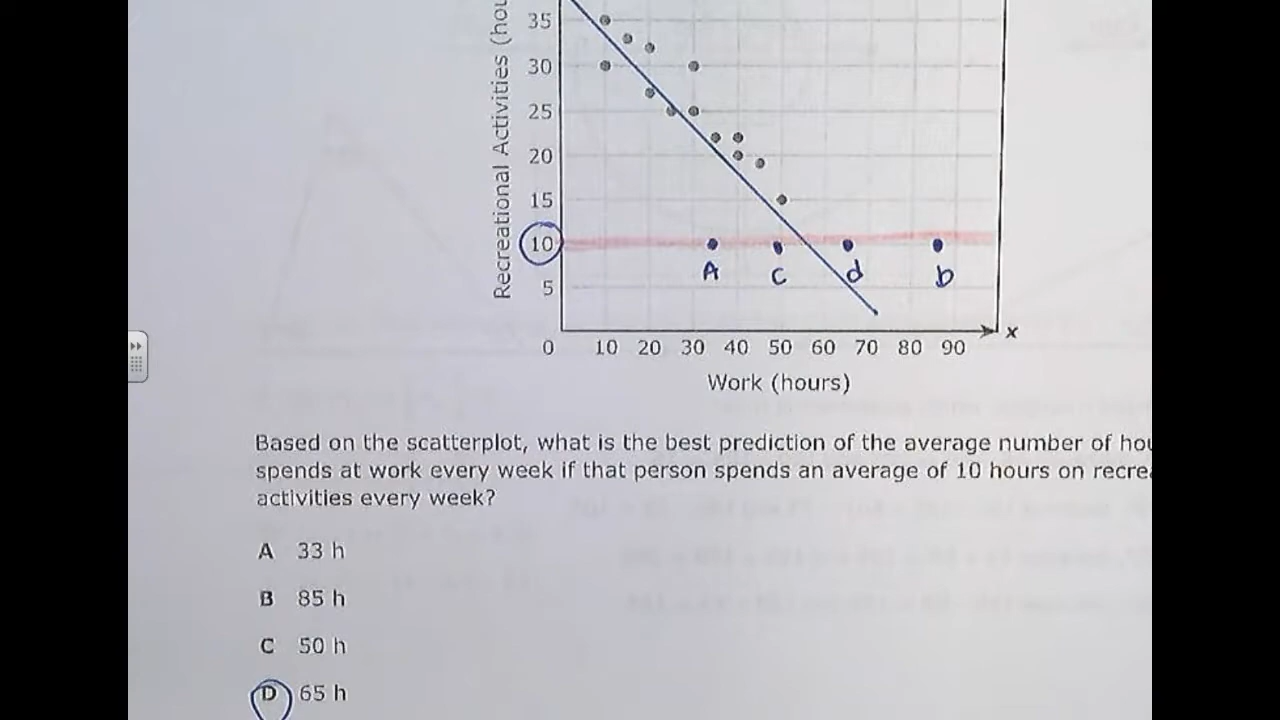 Recreational Activities (hou
35
30
25
20
15
10
5
A C d b
0 10 20 30 40 50 60 70 80 90
x
Work (hours)
Based on the scatterplot, what is the best prediction of the average number of hou
spends at work every week if that person spends an average of 10 hours on recrea
activities every week?
A 33 h
B 85 h
C 50 h
D 65 h